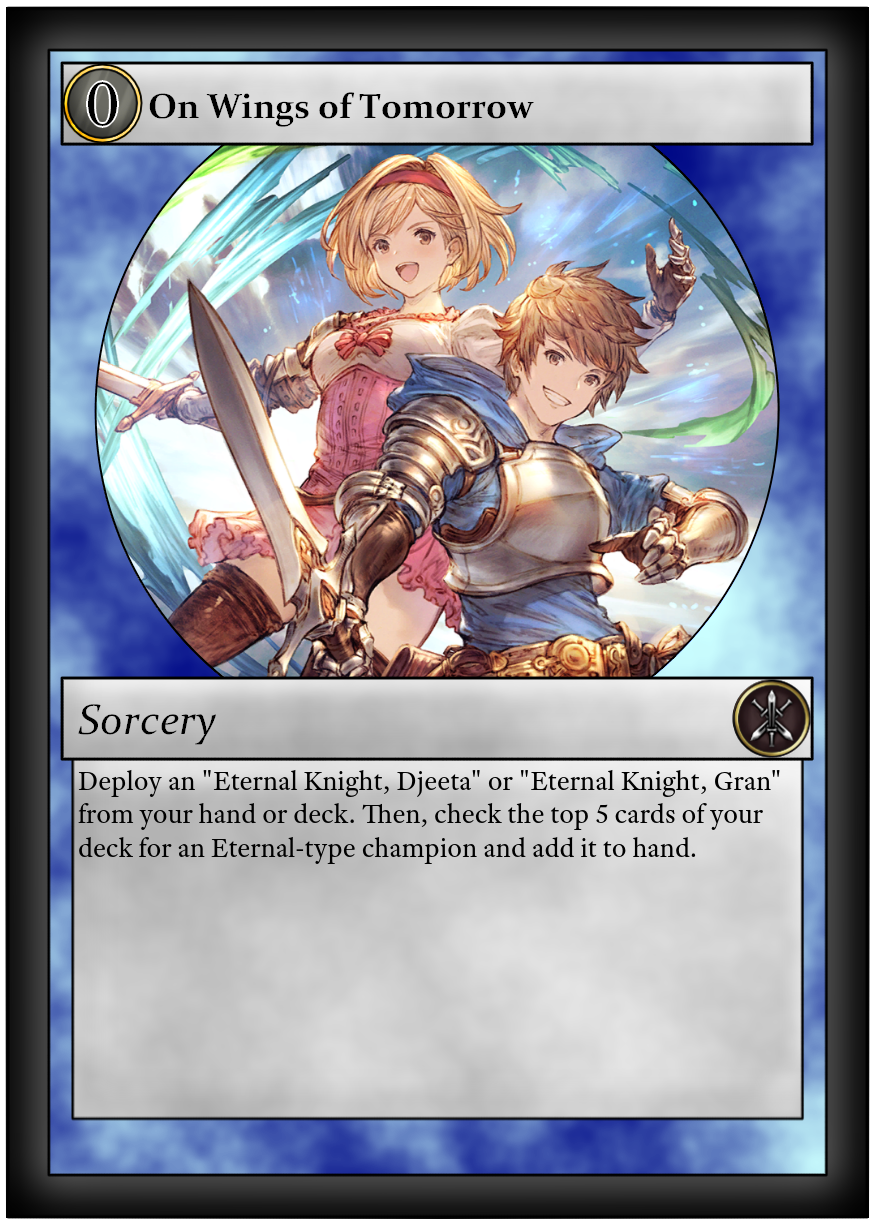 0 On Wings of Tomorrow
Sorcery
Deploy an "Eternal Knight, Djeeta" or "Eternal Knight, Gran"
from your hand or deck. Then, check the top 5 cards of your
deck for an Eternal-type champion and add it to hand.